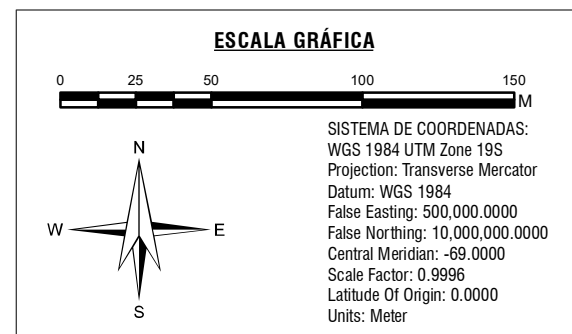 ESCALA GRÁFICA
0 25 50 100 150
M
SISTEMA DE COORDENADAS:
WGS 1984 UTM Zone 19S
Projection: Transverse Mercator
Datum: WGS 1984
False Easting: 500,000.0000
False Northing: 10,000,000.0000
Central Meridian: -69.0000
Scale Factor: 0.9996
Latitude Of Origin: 0.0000
Units: Meter
N
W E
S